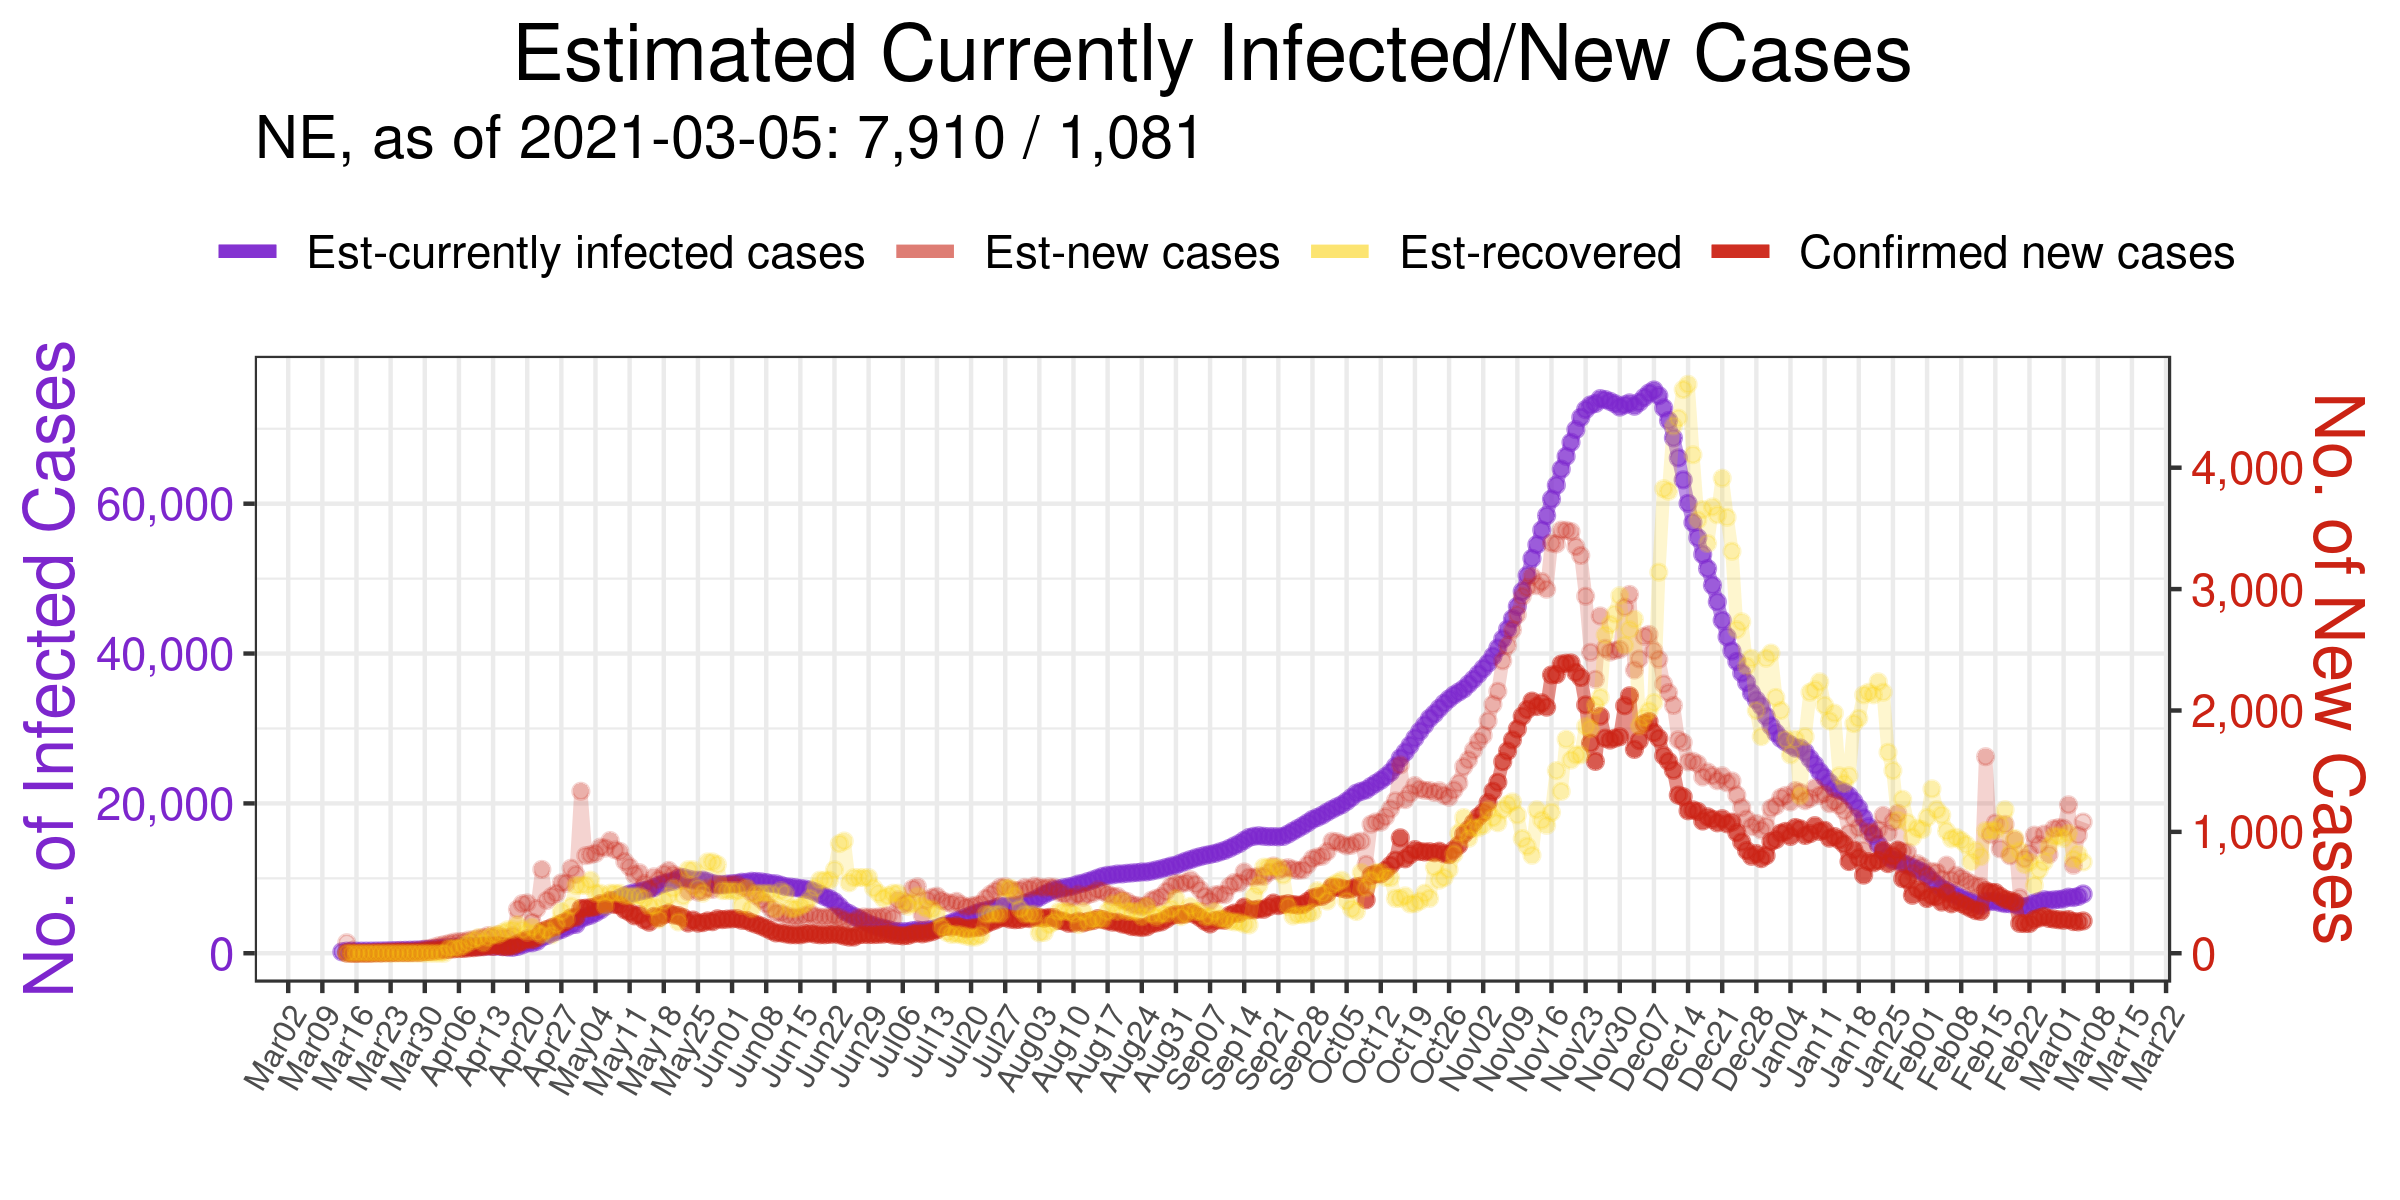 Estimated Currently Infected/New Cases
NE, as of 2021-03-05: 7,910 / 1,081
Est-currently infected cases Est-new cases Est-recovered Confirmed new cases
No. of Infected Cases
60,000
40,000
20,000
0
4,000
3,000
2,000
1,000
0
No. of New Cases
Mar02 Mar09 Mar16 Mar23 Mar30 Apr06 Apr13 Apr20 Apr27 May04 May11 May18 May25 Jun01 Jun08 Jun15 Jun22 Jun29 Jul06 Jul13 Jul20 Jul27 Aug03 Aug10 Aug17 Aug24 Aug31 Sep07 Sep14 Sep21 Sep28 Oct05 Oct12 Oct19 Oct26 Nov02 Nov09 Nov16 Nov23 Nov30 Dec07 Dec14 Dec21 Dec28 Jan04 Jan11 Jan18 Jan25 Feb01 Feb08 Feb15 Feb22 Mar01 Mar08 Mar15 Mar22